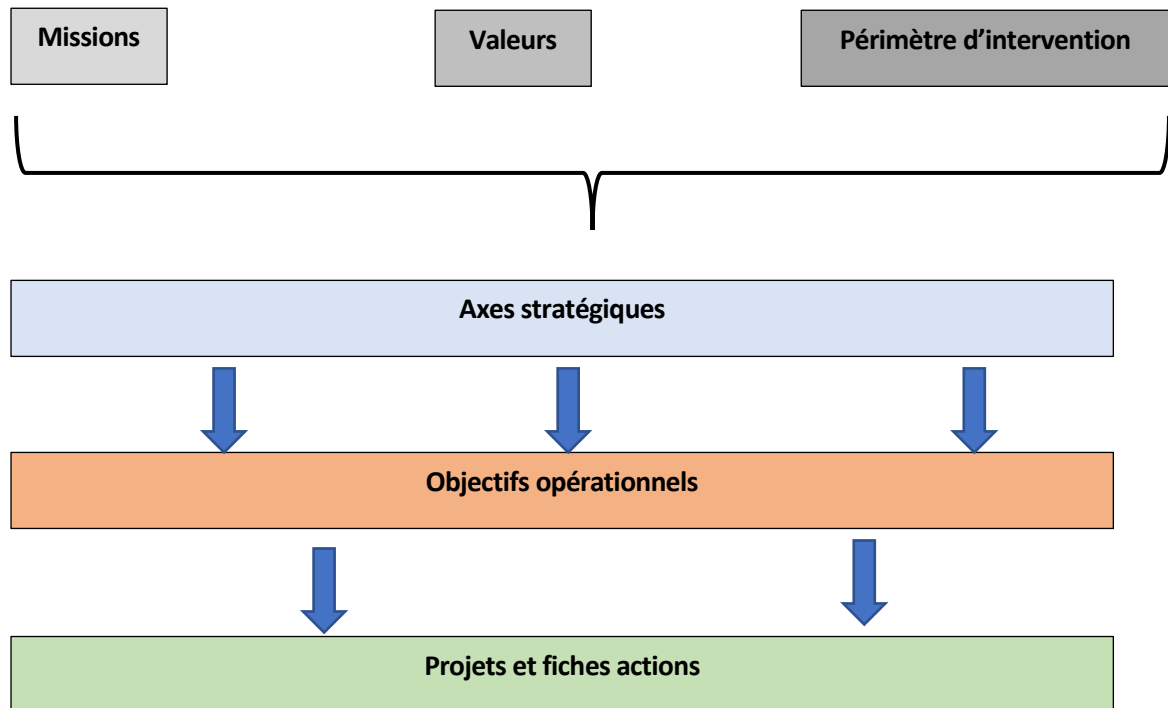 Missions
Valeurs
Périmètre d’intervention
Axes stratégiques
Objectifs opérationnels
Projets et fiches actions